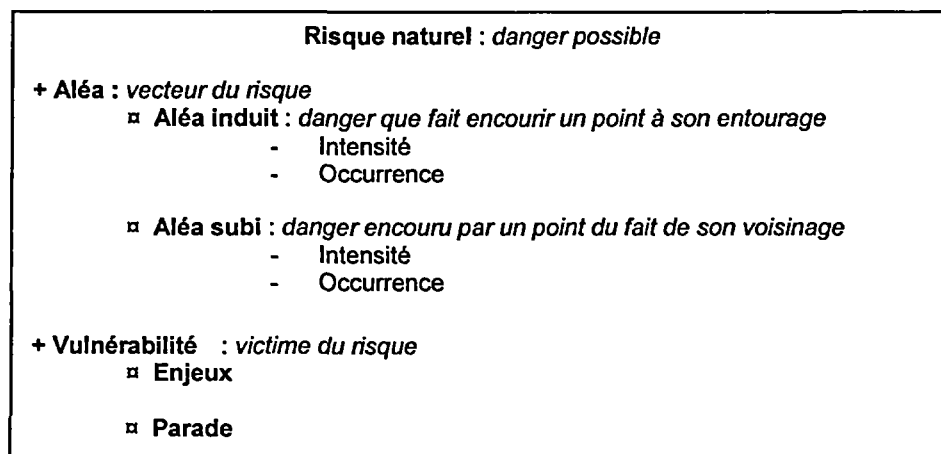 Risque naturel : danger possible
+ Aléa : vecteur du risque
¤ Aléa induit : danger que fait encourir un point à son entourage
- Intensité
- Occurrence
¤ Aléa subi : danger encouru par un point du fait de son voisinage
- Intensité
- Occurrence
+ Vulnérabilité : victime du risque
¤ Enjeux
¤ Parade